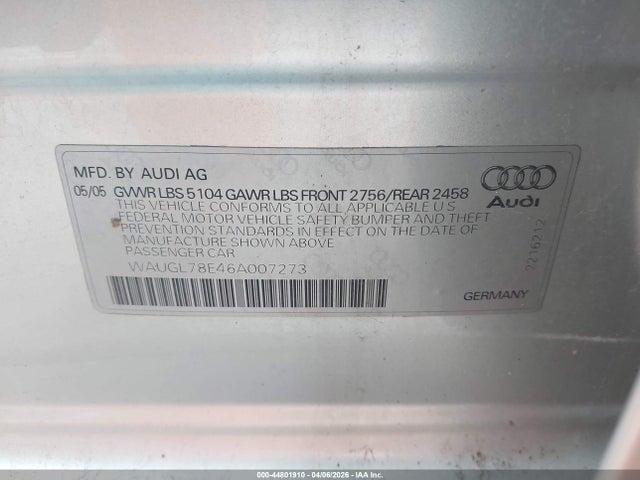 MFD. BY AUDI AG
05/05 GVWR LBS 5104 GAWR LBS FRONT 2756/REAR 2458
THIS VEHICLE CONFORMS TO ALL APPLICABLE U.S.
FEDERAL MOTOR VEHICLE SAFETY BUMPER AND THEFT
PREVENTION STANDARDS IN EFFECT ON THE DATE OF
MANUFACTURE SHOWN ABOVE
PASSENGER CAR
WAUGL78E46A007273
Audi
2216212
GERMANY
000-44801910 - 04/06/2026 - IAA Inc.